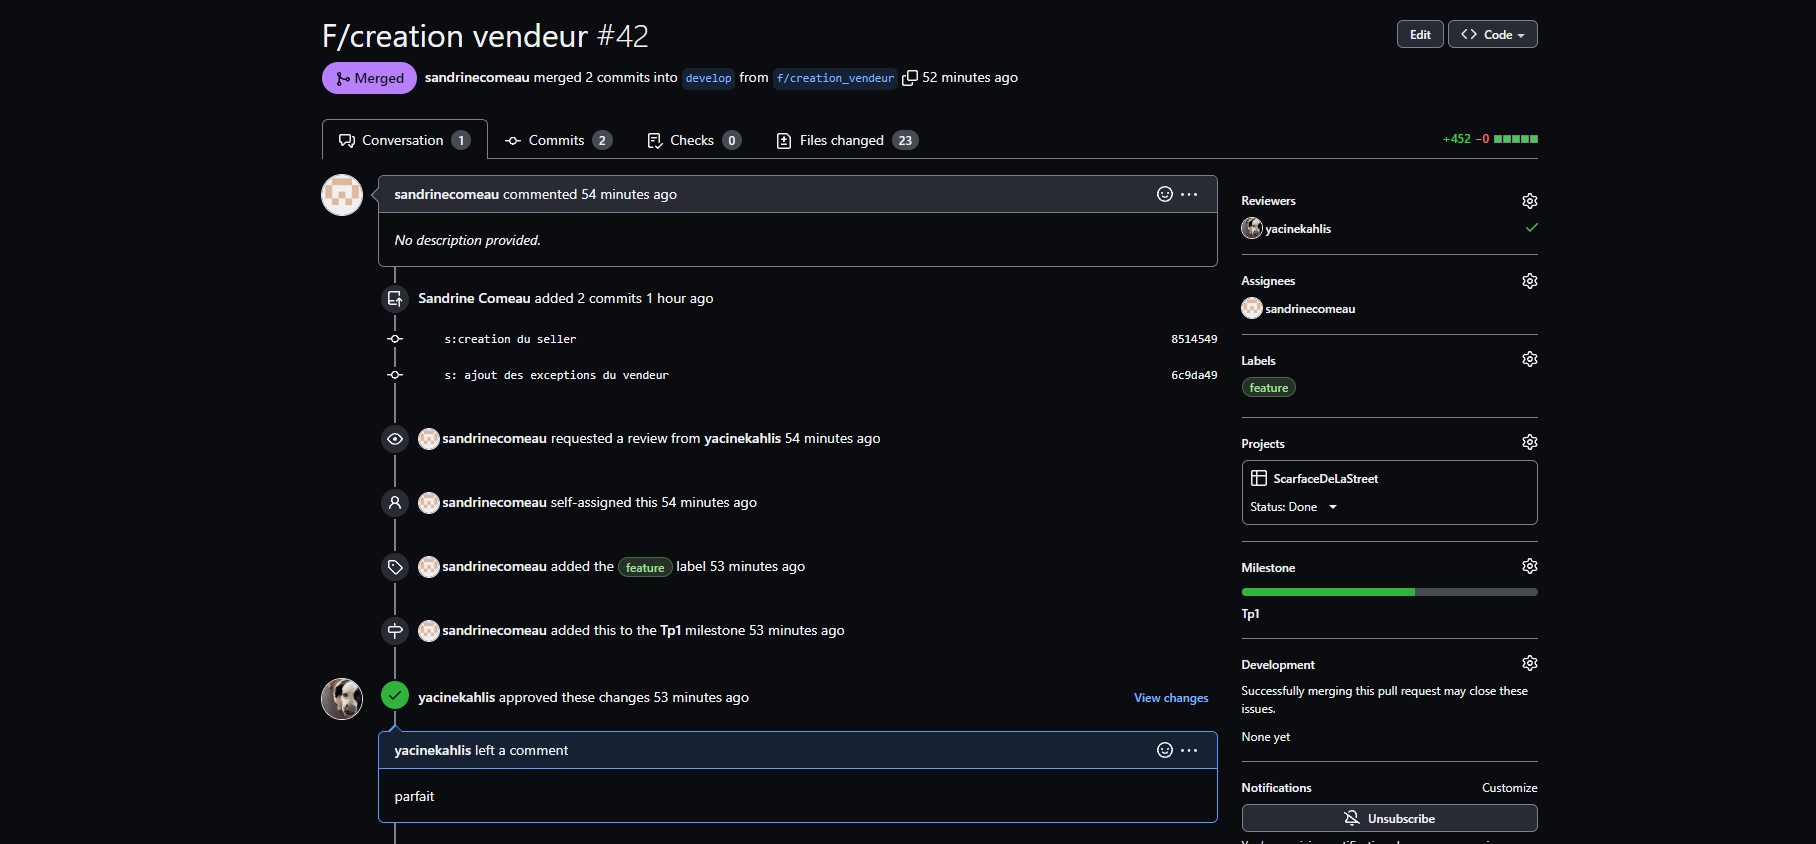 F/creation vendeur #42
Edit
Code
Merged
sandrinecomeau merged 2 commits into develop from f/creation_vendeur 52 minutes ago
Conversation 1
Commits 2
Checks 0
Files changed 23
+452 −0
sandrinecomeau commented 54 minutes ago
No description provided.
Sandrine Comeau added 2 commits 1 hour ago
s:creation du seller 8514549
s: ajout des exceptions du vendeur 6c9da49
sandrinecomeau requested a review from yacinekahlis 54 minutes ago
sandrinecomeau self-assigned this 54 minutes ago
sandrinecomeau added the feature label 53 minutes ago
sandrinecomeau added this to the Tp1 milestone 53 minutes ago
yacinekahlis approved these changes 53 minutes ago
View changes
yacinekahlis left a comment
parfait
Reviewers
yacinekahlis
Assignees
sandrinecomeau
Labels
feature
Projects
ScarfaceDeLaStreet
Status: Done
Milestone
Tp1
Development
Successfully merging this pull request may close these
issues.
None yet
Notifications
Customize
Unsubscribe